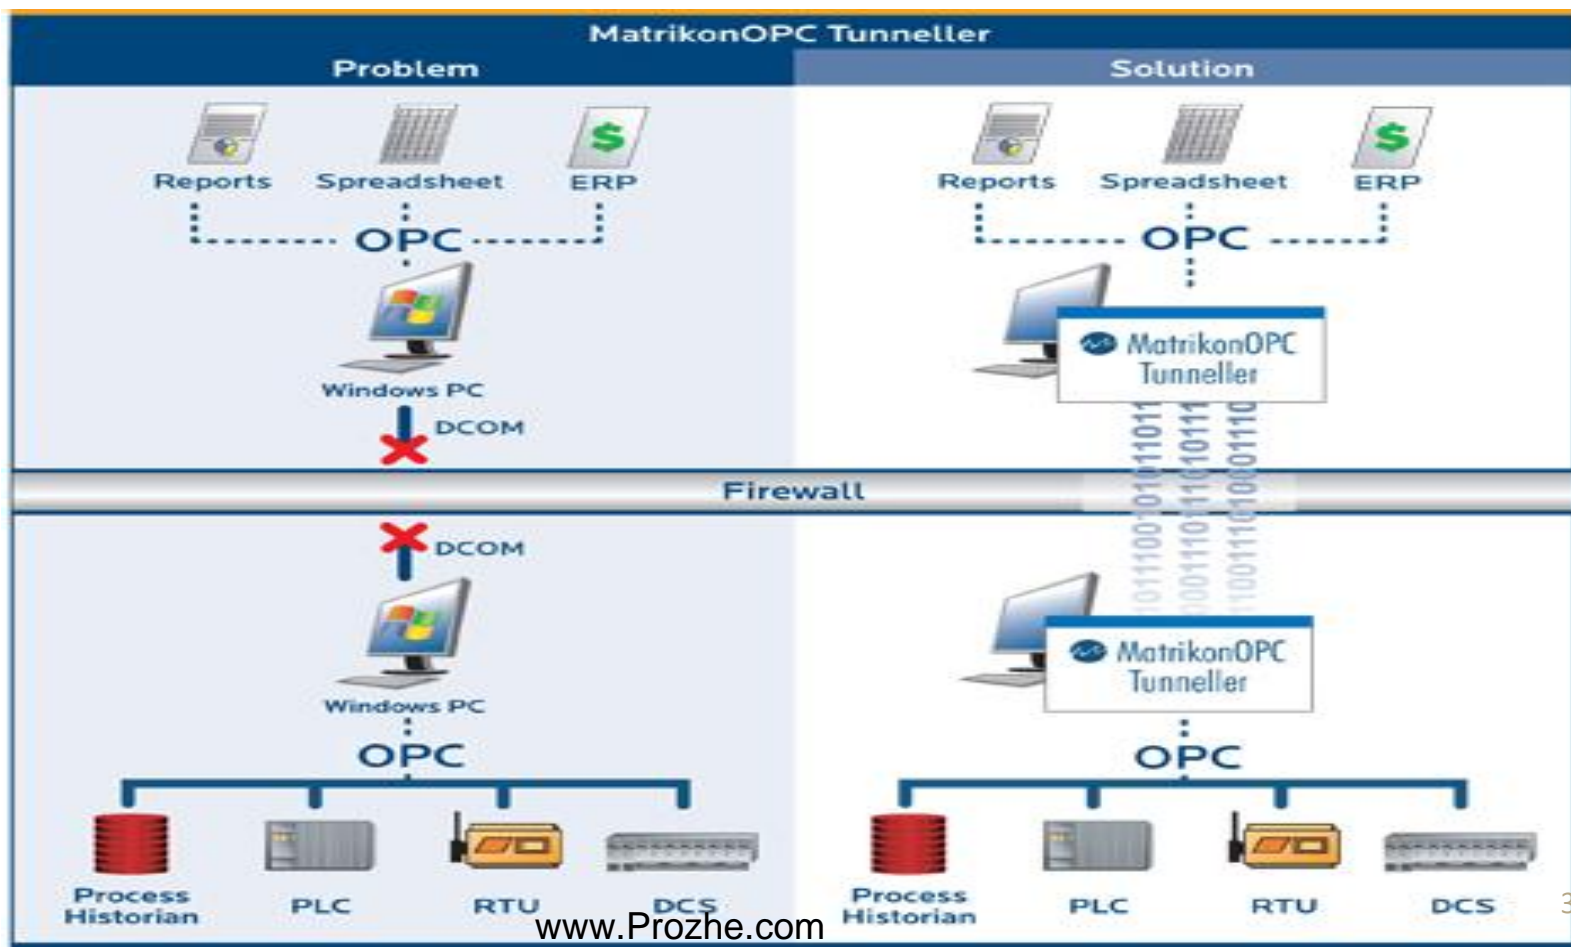 MatrikonOPC Tunneller
Problem
Solution
Reports
Spreadsheet
ERP
OPC
Windows PC
DCOM
Reports
Spreadsheet
ERP
OPC
MatrikonOPC
Tunneller
Firewall
DCOM
Windows PC
OPC
Process
Historian
PLC
RTU
DCS
MatrikonOPC
Tunneller
OPC
Process
Historian
PLC
RTU
DCS
www.Prozhe.com
3